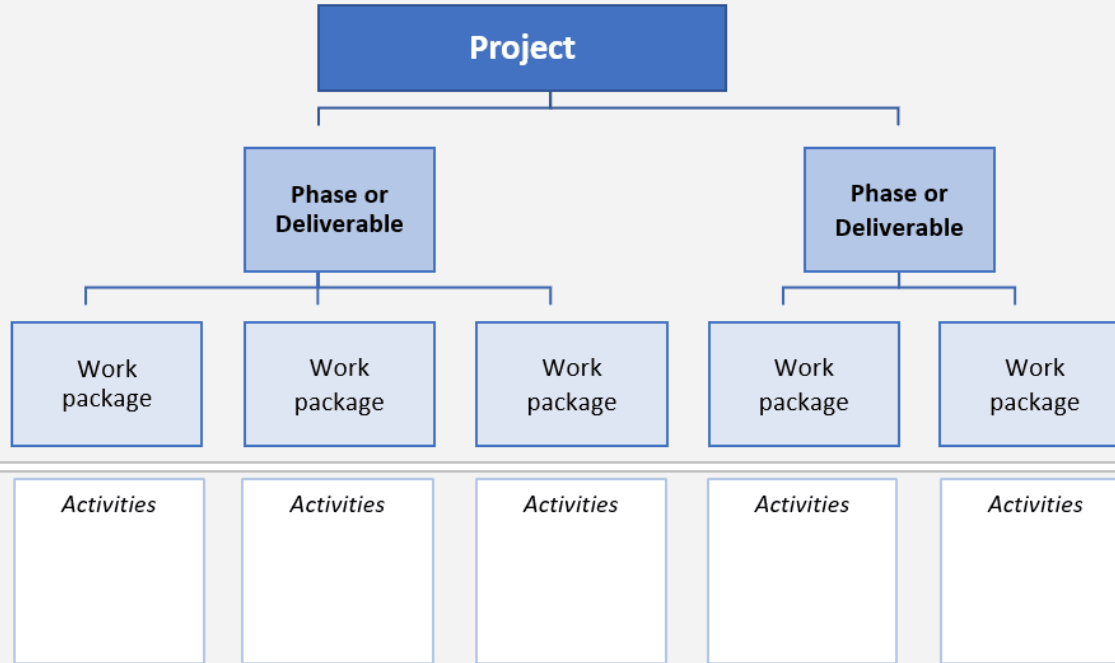 Project
Phase or
Deliverable
Phase or
Deliverable
Work
package
Work
package
Work
package
Work
package
Work
package
Activities
Activities
Activities
Activities
Activities